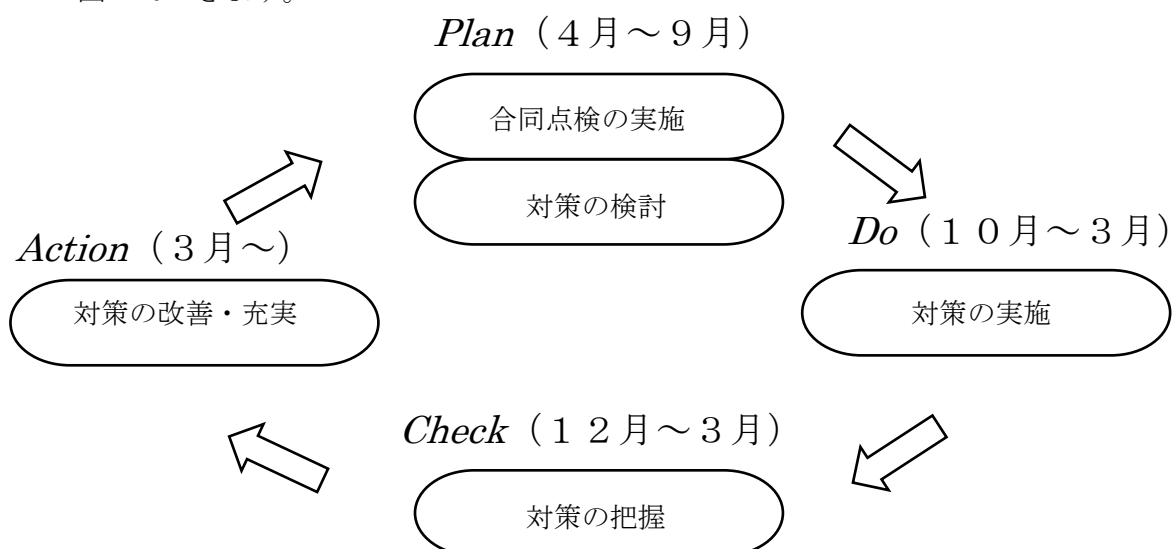 Plan（４月～９月）
合同点検の実施
対策の検討
Do（１０月～３月）
対策の実施
Check（１２月～３月）
対策の把握
Action（３月～）
対策の改善・充実